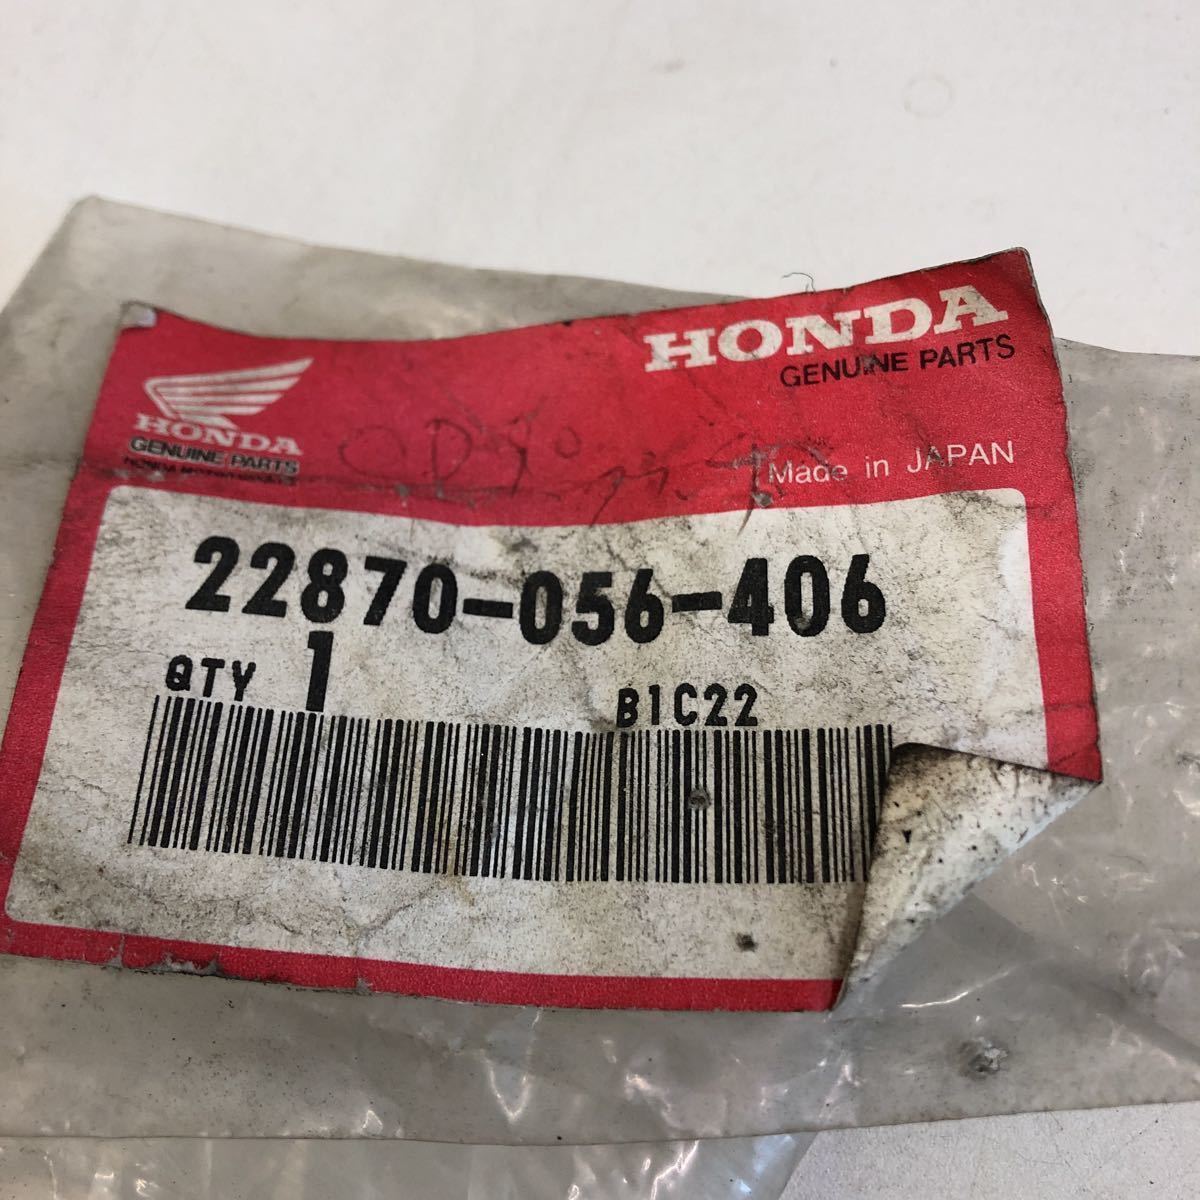 HONDA
GENUINE PARTS
HONDA
GENUINE PARTS
Made in JAPAN
22870-056-406
QTY 1 B1C22